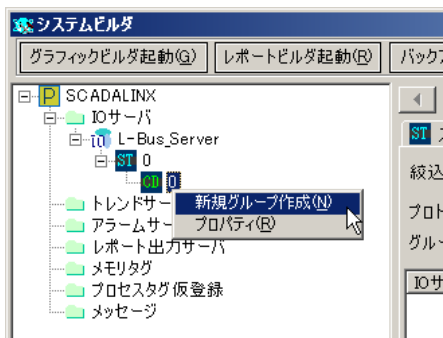 システムビルダ
グラフィックビルダ起動(G) レポートビルダ起動(R) バック
P SCADALINX
IOサーバ
L-Bus_Server
ST 0
CD 0
新規グループ作成(N)
プロパティ(R)
トレンドサー
アラームサー
レポート出力サーバ
メモリタグ
プロセスタグ仮登録
メッセージ
ST
絞込
プロト
グルー
IOサ